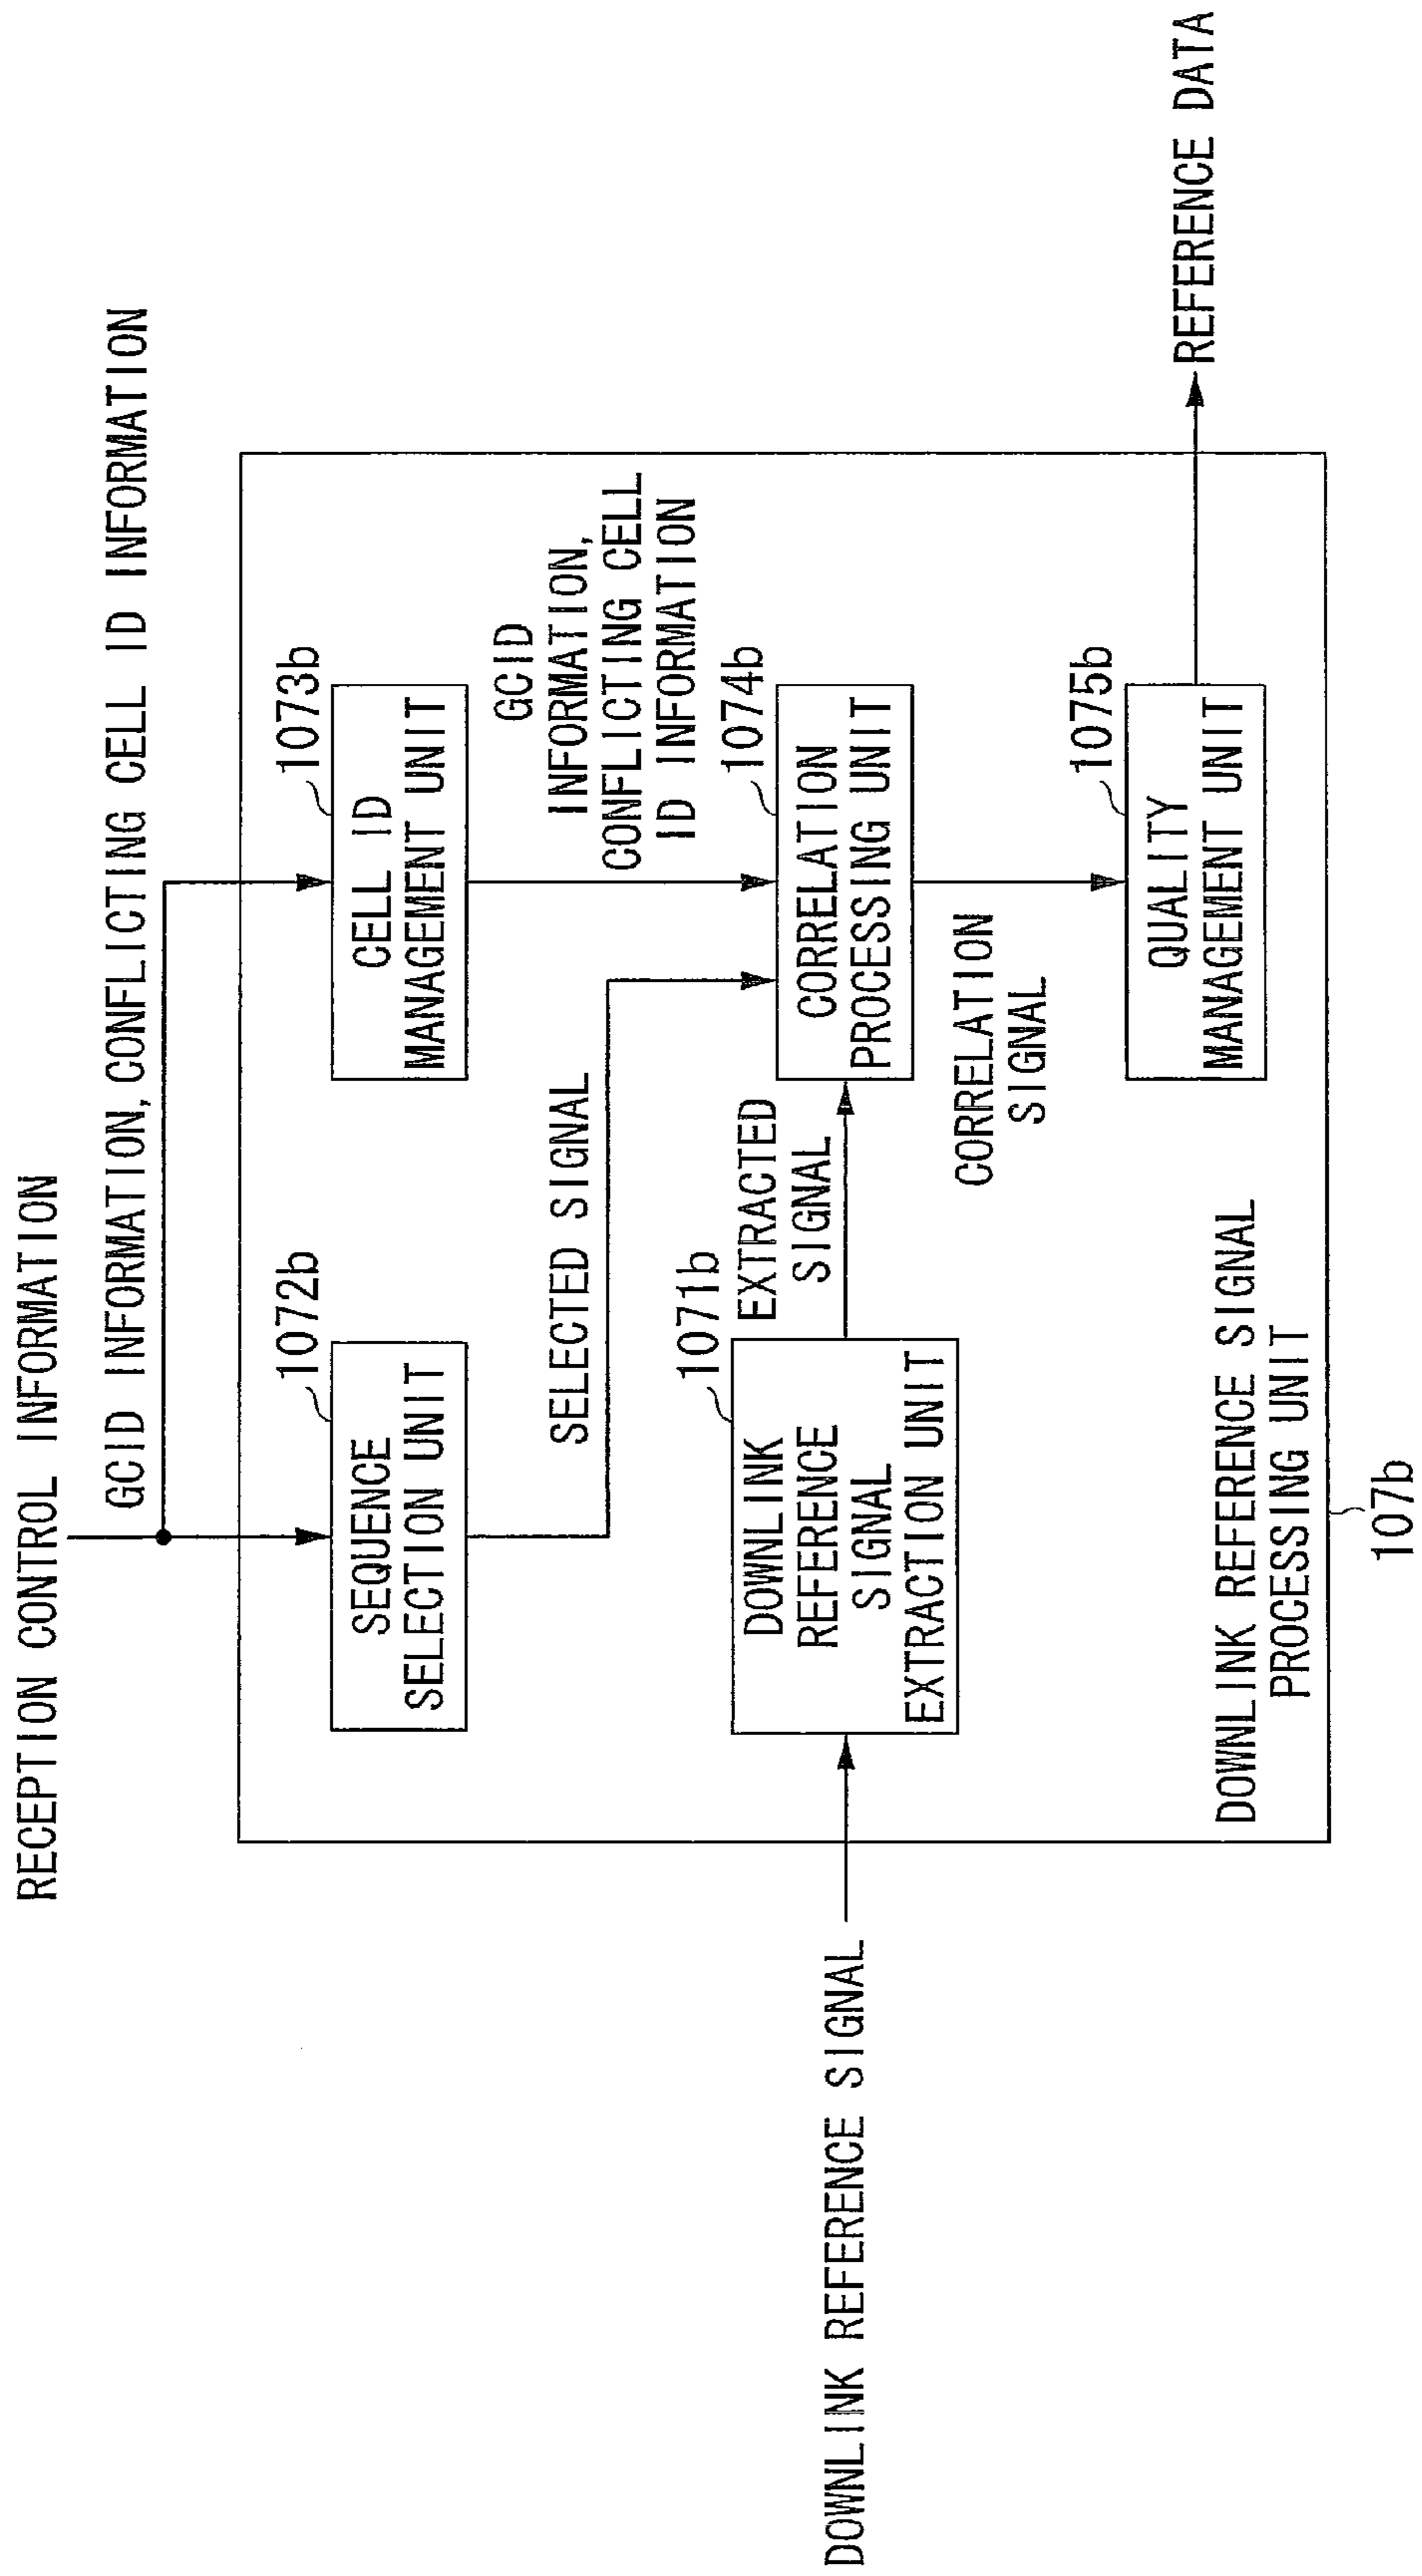 RECEPTION CONTROL INFORMATION
GCID INFORMATION, CONFLICTING CELL ID INFORMATION
1072b
SEQUENCE
SELECTION UNIT
1073b
CELL ID
MANAGEMENT UNIT
SELECTED SIGNAL
GCID
INFORMATION,
CONFLICTING CELL
ID INFORMATION
DOWNLINK REFERENCE SIGNAL
1071b
DOWNLINK
REFERENCE
SIGNAL
EXTRACTION UNIT
EXTRACTED
SIGNAL
1074b
CORRELATION
PROCESSING UNIT
CORRELATION
SIGNAL
1075b
QUALITY
MANAGEMENT UNIT
REFERENCE DATA
DOWNLINK REFERENCE SIGNAL
PROCESSING UNIT
107b